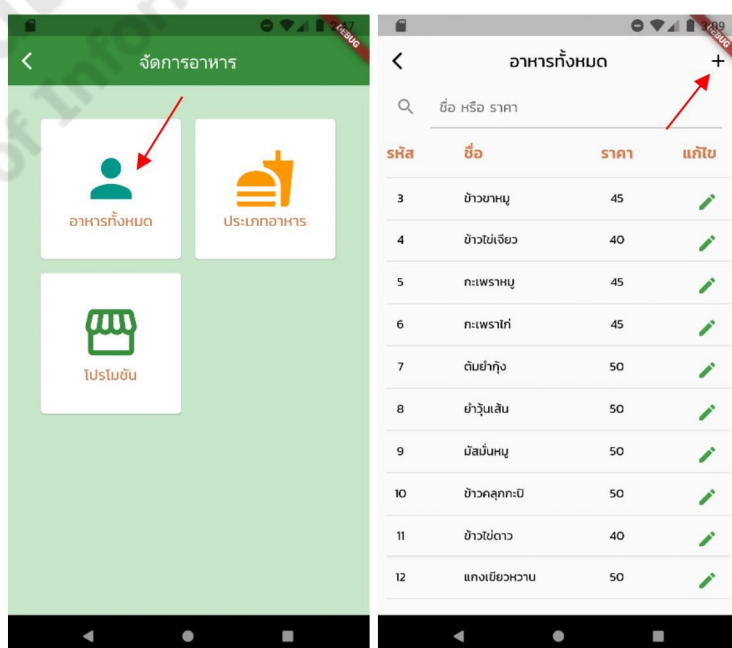 DEBUG
จัดการอาหาร
อาหารทั้งหมด
ประเภทอาหาร
โปรโมชัน
DEBUG
อาหารทั้งหมด
ชื่อ หรือ ราคา
รหัส ชื่อ ราคา แก้ไข
3 ข้าวขาหมู 45
4 ข้าวไข่เจียว 40
5 กะเพราหมู 45
6 กะเพราไก่ 45
7 ต้มยำกุ้ง 50
8 ยำวุ้นเส้น 50
9 มัสมั่นหมู 50
10 ข้าวคลุกกะปิ 50
11 ข้าวไข่ดาว 40
12 แกงเขียวหวาน 50